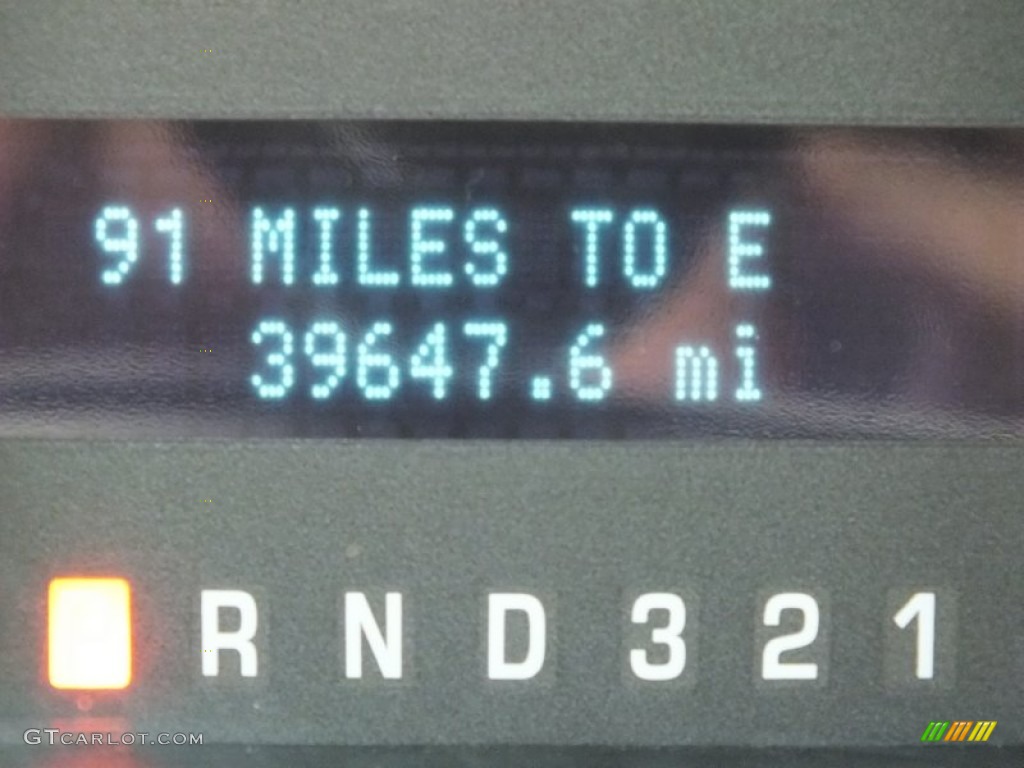 91 MILES TO E
39647.6 mi
R N D 3 2 1
GTCARLOT.COM